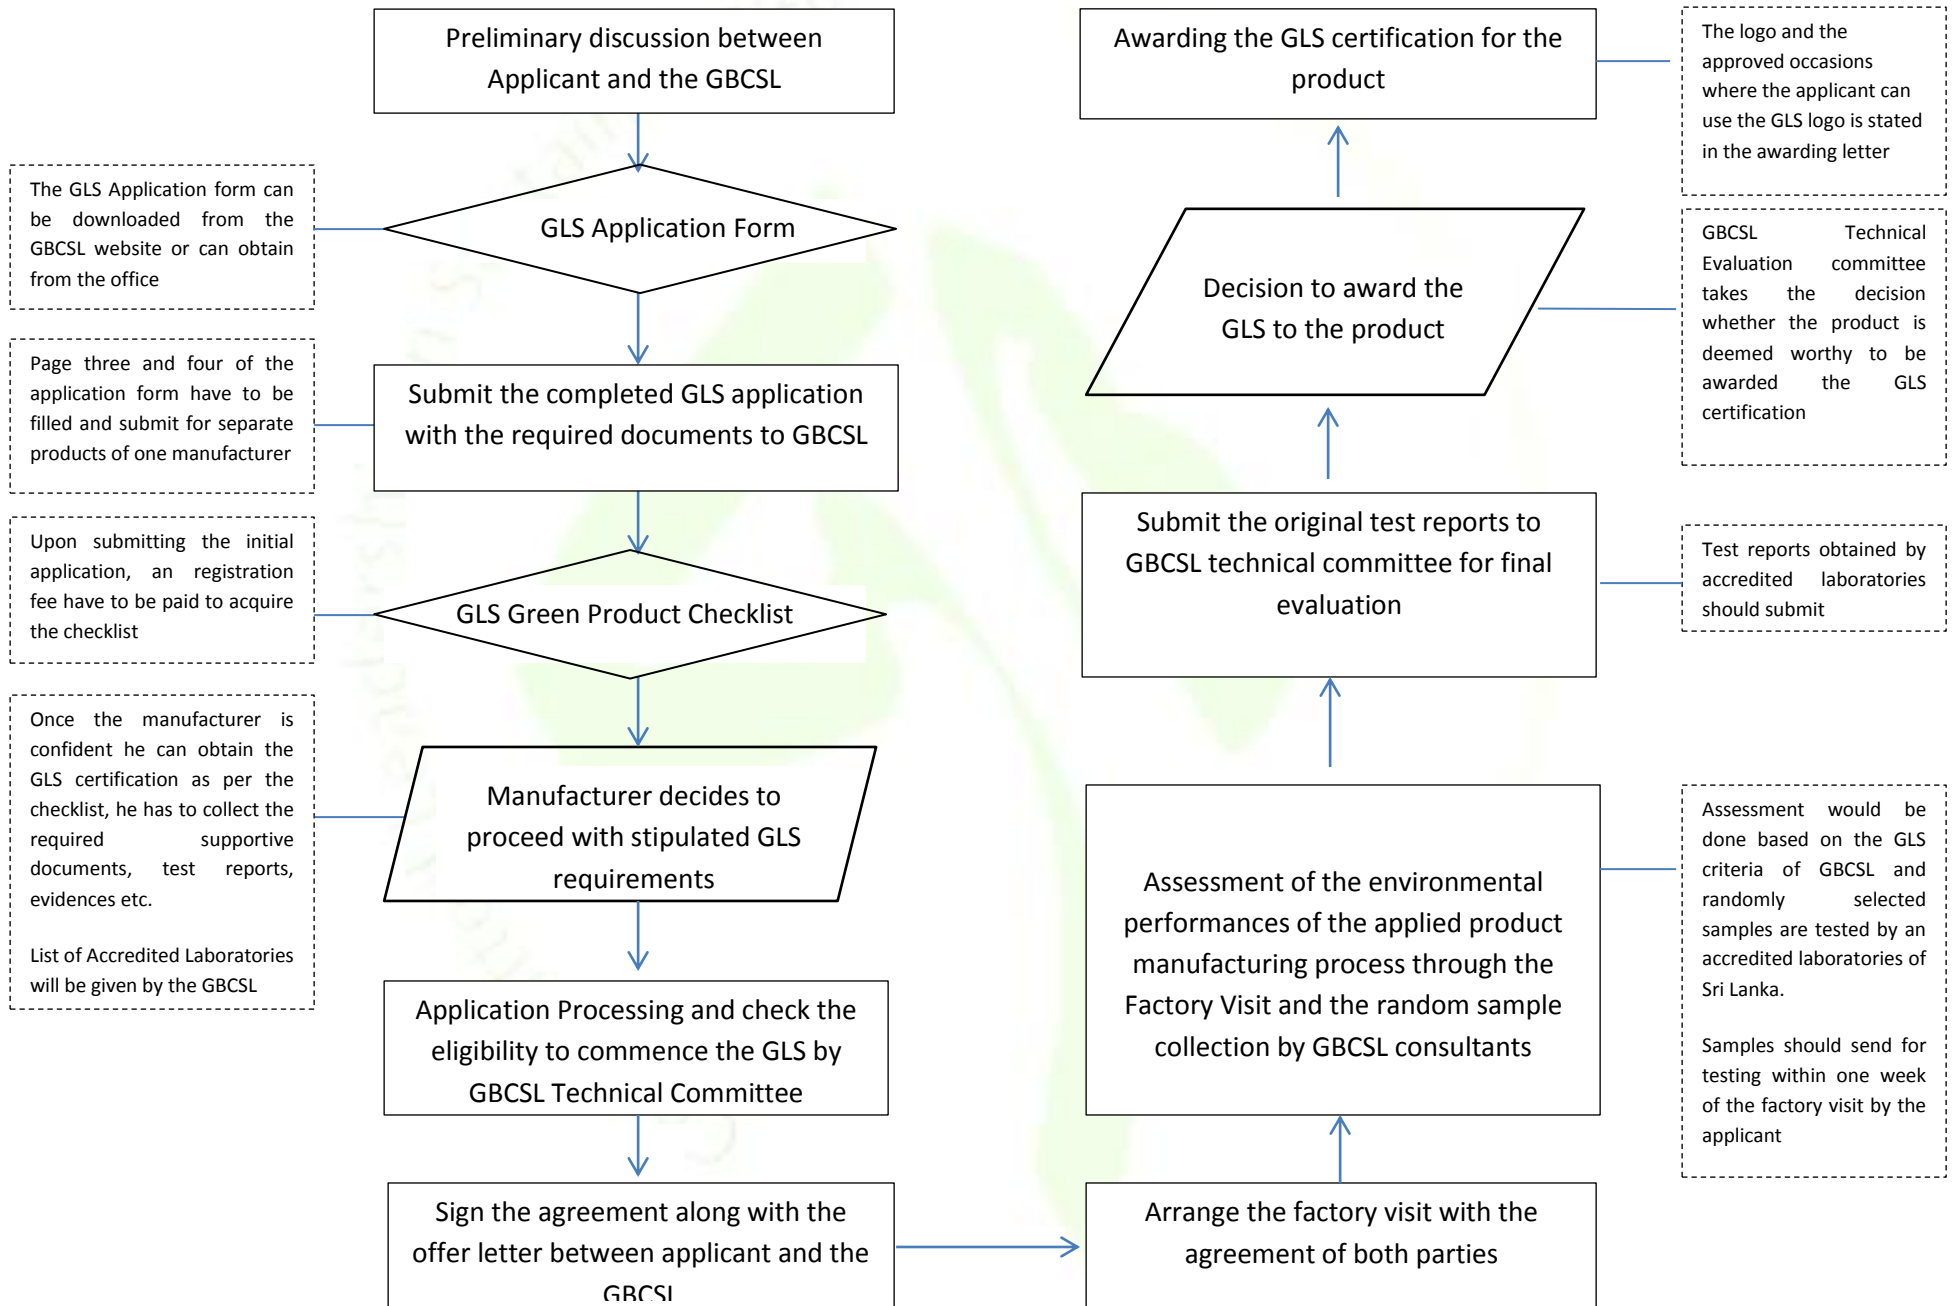 Preliminary discussion between
Applicant and the GBCSL
The GLS Application form can
be downloaded from the
GBCSL website or can obtain
from the office
GLS Application Form
Page three and four of the
application form have to be
filled and submit for separate
products of one manufacturer
Submit the completed GLS application
with the required documents to GBCSL
Upon submitting the initial
application, an registration
fee have to be paid to acquire
the checklist
GLS Green Product Checklist
Once the manufacturer is
confident he can obtain the
GLS certification as per the
checklist, he has to collect the
required supportive
documents, test reports,
evidences etc.
List of Accredited Laboratories
will be given by the GBCSL
Manufacturer decides to
proceed with stipulated GLS
requirements
Application Processing and check the
eligibility to commence the GLS by
GBCSL Technical Committee
Sign the agreement along with the
offer letter between applicant and the
GBCSL
Arrange the factory visit with the
agreement of both parties
Assessment of the environmental
performances of the applied product
manufacturing process through the
Factory Visit and the random sample
collection by GBCSL consultants
Assessment would be
done based on the GLS
criteria of GBCSL and
randomly selected
samples are tested by an
accredited laboratories of
Sri Lanka.
Samples should send for
testing within one week
of the factory visit by the
applicant
Submit the original test reports to
GBCSL technical committee for final
evaluation
Test reports obtained by
accredited laboratories
should submit
Decision to award the
GLS to the product
GBCSL Technical
Evaluation committee
takes the decision
whether the product is
deemed worthy to be
awarded the GLS
certification
Awarding the GLS certification for the
product
The logo and the
approved occasions
where the applicant can
use the GLS logo is stated
in the awarding letter